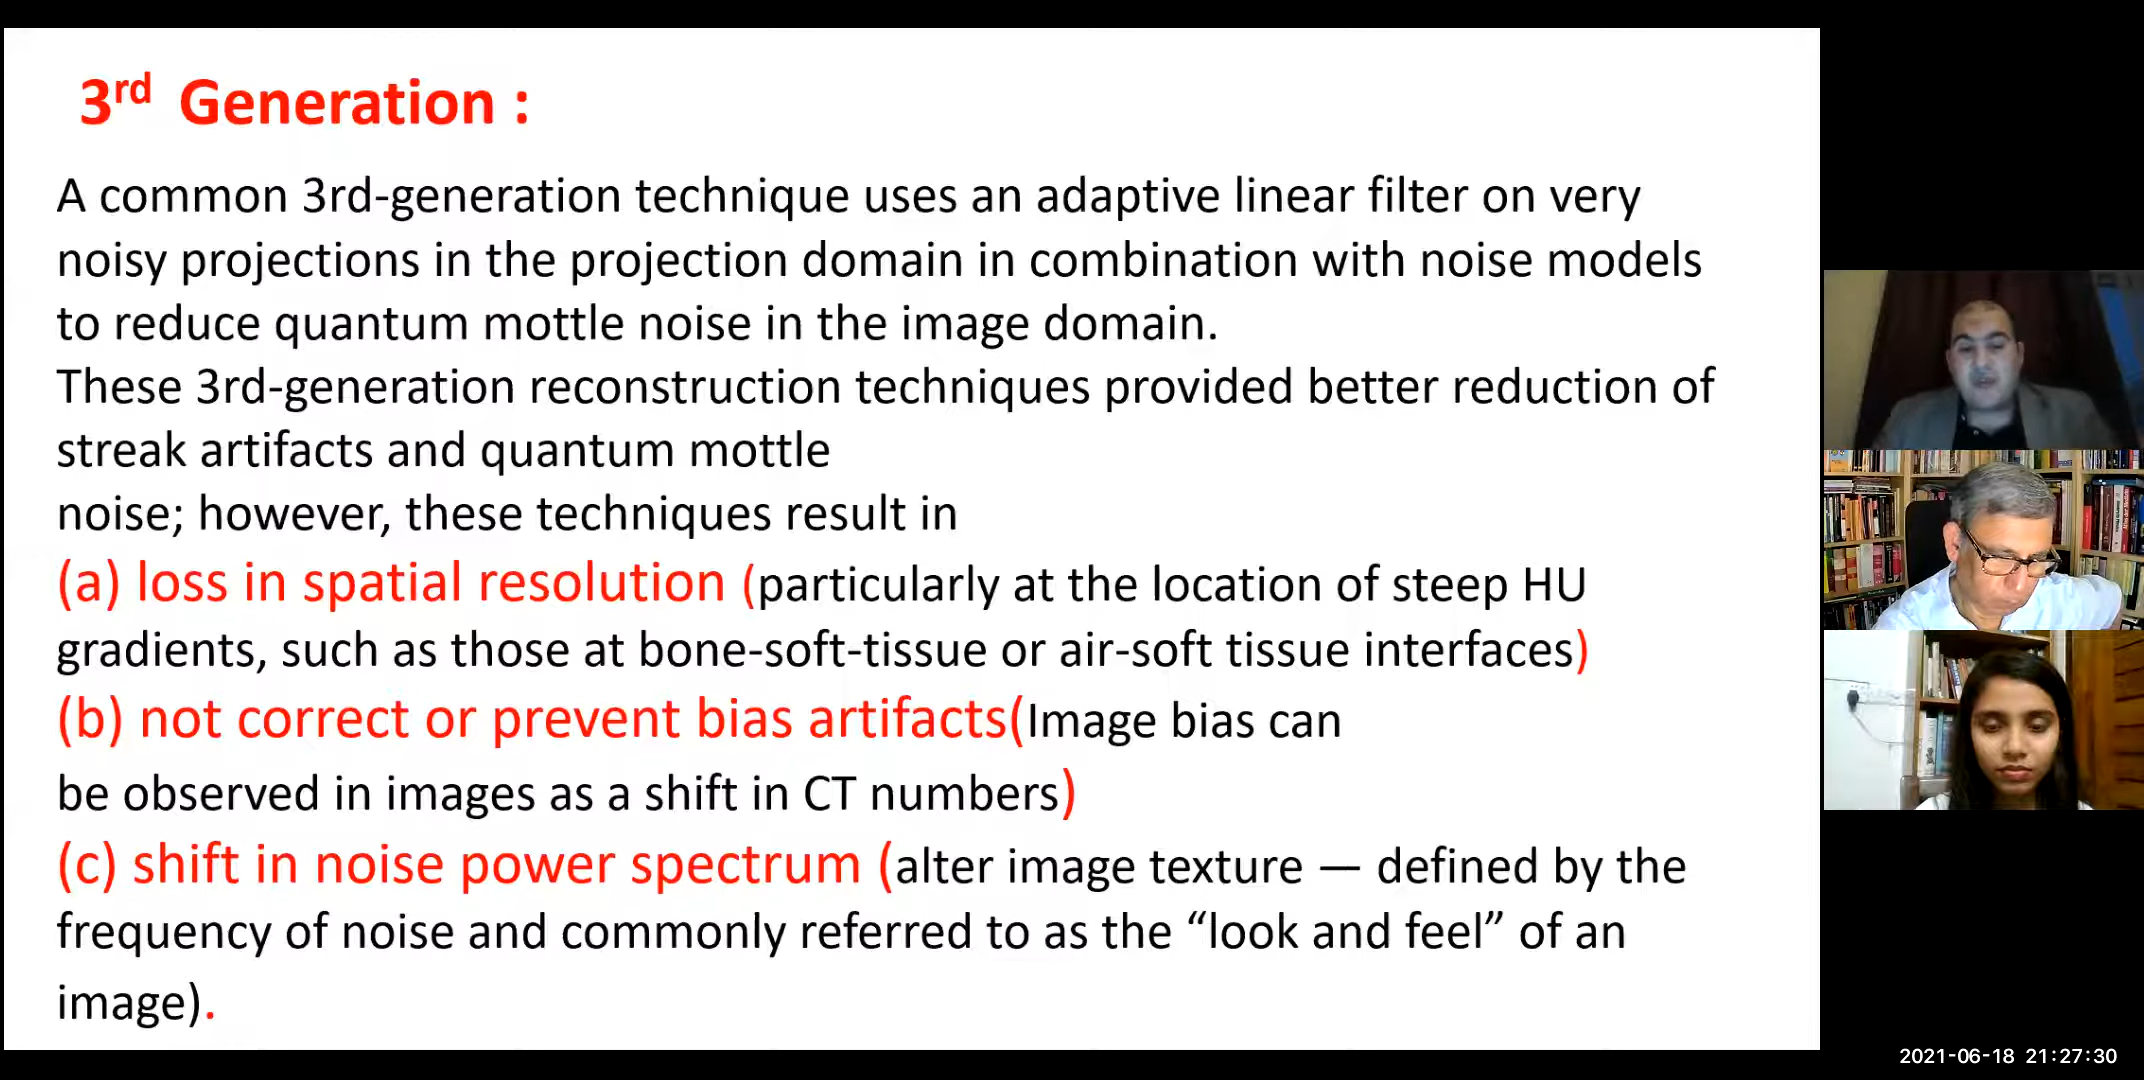 3rd Generation :
A common 3rd-generation technique uses an adaptive linear filter on very
noisy projections in the projection domain in combination with noise models
to reduce quantum mottle noise in the image domain.
These 3rd-generation reconstruction techniques provided better reduction of
streak artifacts and quantum mottle
noise; however, these techniques result in
(a) loss in spatial resolution (particularly at the location of steep HU
gradients, such as those at bone-soft-tissue or air-soft tissue interfaces)
(b) not correct or prevent bias artifacts(Image bias can
be observed in images as a shift in CT numbers)
(c) shift in noise power spectrum (alter image texture — defined by the
frequency of noise and commonly referred to as the “look and feel” of an
image).
2021-06-18 21:27:30